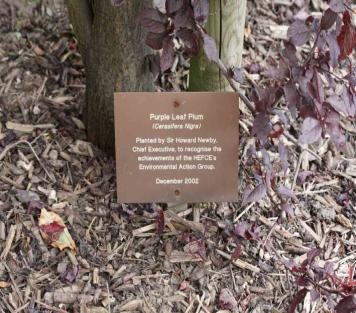 Purple Leaf Plum
(Cerasifera Nigra)
Planted by Sir Howard Newby,
Chief Executive, to recognise the
achievements of the HEFCE's
Environmental Action Group.
December 2002